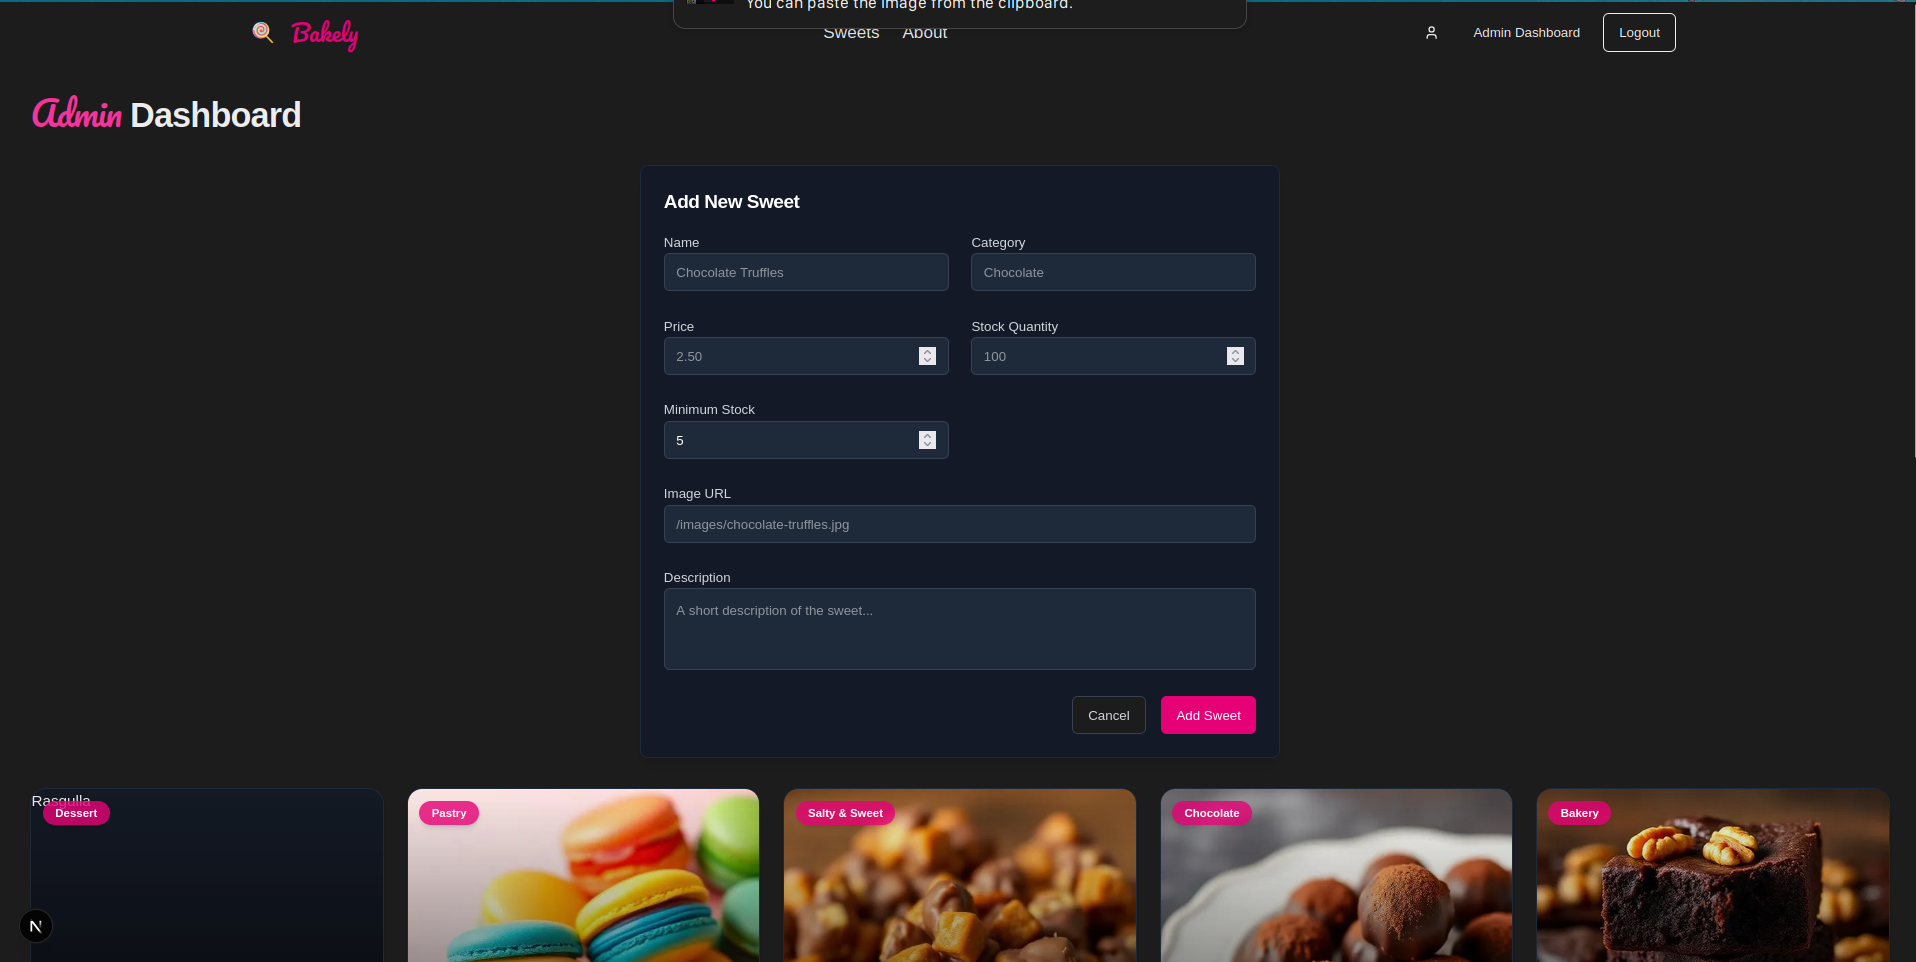 You can paste the image from the clipboard.
Bakely
Sweets About
Admin Dashboard
Logout
Admin Dashboard
Add New Sweet
Name
Category
Chocolate Truffles
Chocolate
Price
Stock Quantity
2.50
100
Minimum Stock
5
Image URL
/images/chocolate-truffles.jpg
Description
A short description of the sweet...
Cancel
Add Sweet
Rasgulla
Dessert
Pastry
Salty & Sweet
Chocolate
Bakery
N